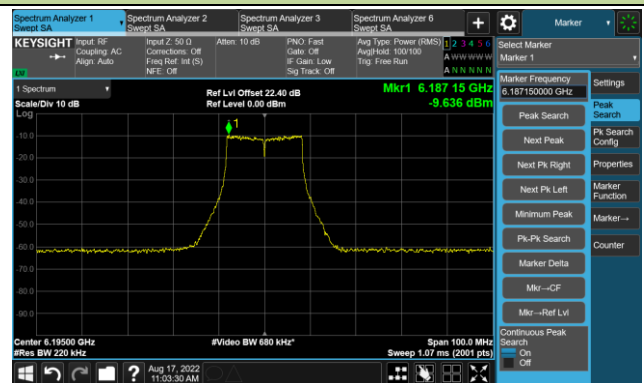 Spectrum Analyzer 1
Swept SA
Spectrum Analyzer 2
Swept SA
Spectrum Analyzer 3
Swept SA
Spectrum Analyzer 6
Swept SA
+
Marker
KEYSIGHT
Input: RF
Coupling: AC
Align: Auto
Input Z: 50 Ω
Corrections: Off
Freq Ref: Int (S)
NFE: Off
Atten: 10 dB
PNO: Fast
Gate: Off
IF Gain: Low
Sig Track: Off
Avg Type: Power (RMS)
Avg|Hold: 100/100
Trig: Free Run
1 2 3 4 5 6
A W W W W W
A N N N N N
LXI
Select Marker
Marker 1
1 Spectrum
Scale/Div 10 dB
Log
Ref Lvl Offset 22.40 dB
Ref Level 0.00 dBm
Mkr1 6.187 15 GHz
-9.636 dBm
1
-10.0
-20.0
-30.0
-40.0
-50.0
-60.0
-70.0
-80.0
-90.0
Center 6.19500 GHz
#Res BW 220 kHz
#Video BW 680 kHz*
Span 100.0 MHz
Sweep 1.07 ms (2001 pts)
Marker Frequency
6.187150000 GHz
Peak Search
Next Peak
Next Pk Right
Next Pk Left
Minimum Peak
Pk-Pk Search
Marker Delta
Mkr→CF
Mkr→Ref Lvl
Continuous Peak
Search
On
Off
Settings
Peak
Search
Pk Search
Config
Properties
Marker
Function
Marker→
Counter
?
Aug 17, 2022
11:03:30 AM